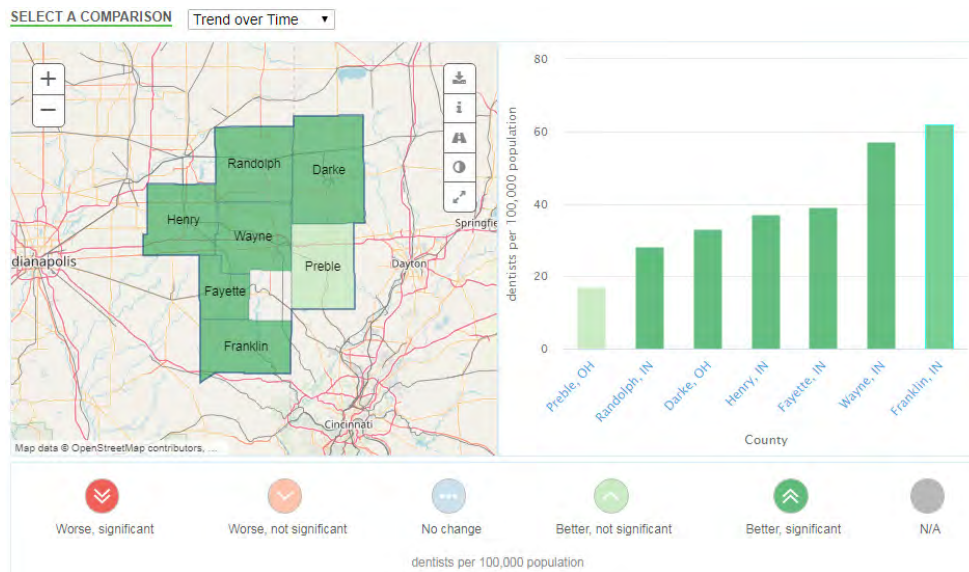 SELECT A COMPARISON Trend over Time
+
−
i
Randolph
Darke
Henry
Wayne
Preble
Fayette
Franklin
dianapolis
Dayton
Springfie
Cincinnati
Map data © OpenStreetMap contributors, ...
dentists per 100,000 population
80
60
40
20
0
Preble, OH
Randolph, IN
Darke, OH
Henry, IN
Fayette, IN
Wayne, IN
Franklin, IN
County
Worse, significant
Worse, not significant
No change
Better, not significant
Better, significant
N/A
dentists per 100,000 population